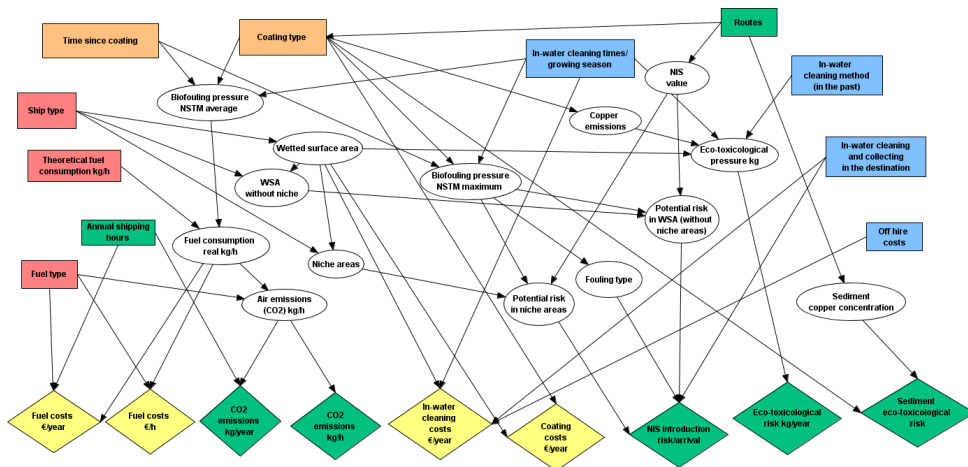 Time since coating
Coating type
Routes
In-water cleaning times/
growing season
NIS
value
In-water
cleaning method
(in the past)
Biofouling pressure
NSTM average
Ship type
Copper
emissions
Wetted surface area
Eco-toxicological
pressure kg
In-water cleaning
and collecting
in the destination
Theoretical fuel
consumption kg/h
WSA
without niche
Biofouling pressure
NSTM maximum
Potential risk
in WSA (without
niche areas)
Annual shipping
hours
Fuel consumption
real kg/h
Off hire
costs
Niche areas
Fuel type
Fouling type
Air emissions
(CO2) kg/h
Potential risk
in niche areas
Sediment
copper concentration
Fuel costs
€/year
Fuel costs
€/h
CO2
emissions
kg/year
CO2
emissions
kg/h
In-water
cleaning
costs
€/year
Coating
costs
€/year
NIS introduction
risk/arrival
Eco-toxicological
risk kg/year
Sediment
eco-toxicological
risk